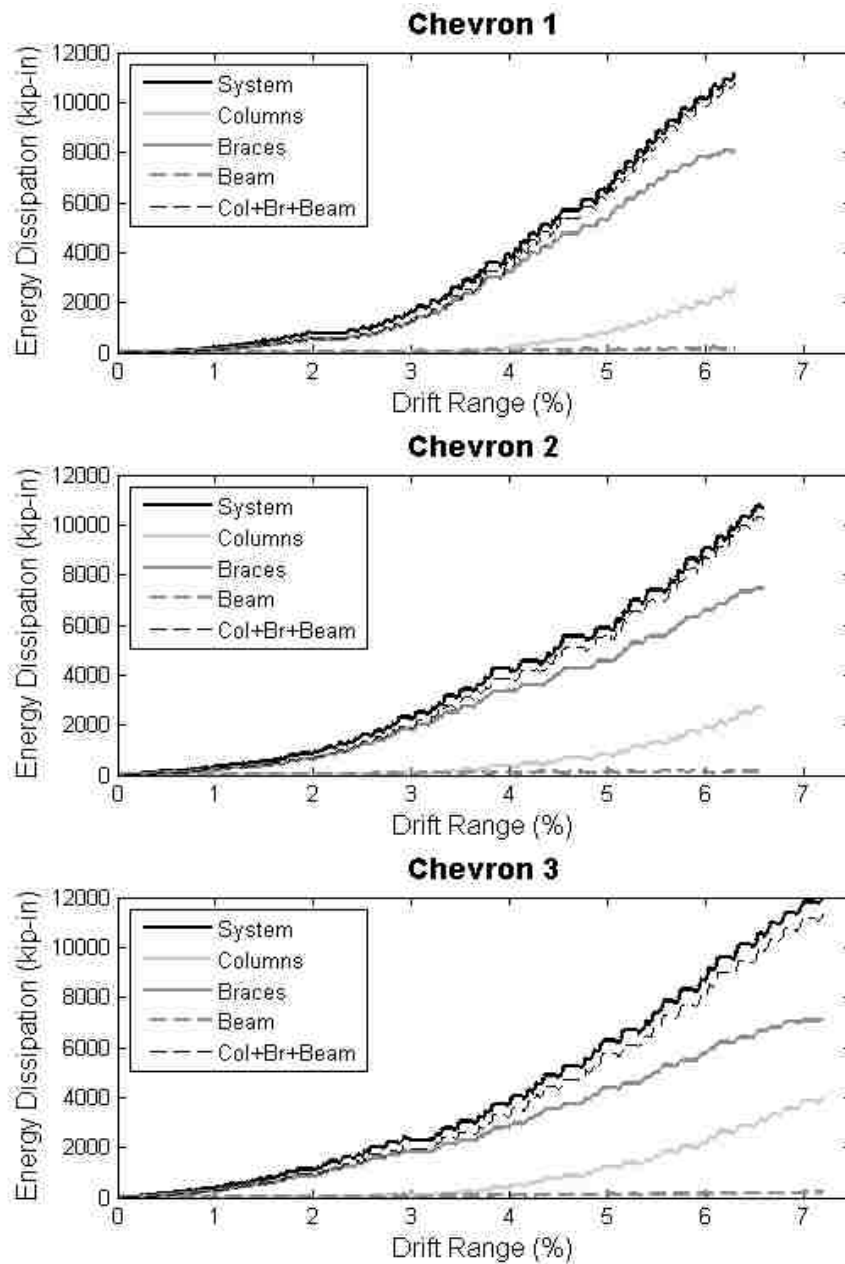 Chevron 1
12000
10000
8000
6000
4000
2000
0
Energy Dissipation (kip-in)
System
Columns
Braces
Beam
Col+Br+Beam
0 1 2 3 4 5 6 7
Drift Range (%)
Chevron 2
12000
10000
8000
6000
4000
2000
0
Energy Dissipation (kip-in)
System
Columns
Braces
Beam
Col+Br+Beam
0 1 2 3 4 5 6 7
Drift Range (%)
Chevron 3
12000
10000
8000
6000
4000
2000
0
Energy Dissipation (kip-in)
System
Columns
Braces
Beam
Col+Br+Beam
0 1 2 3 4 5 6 7
Drift Range (%)